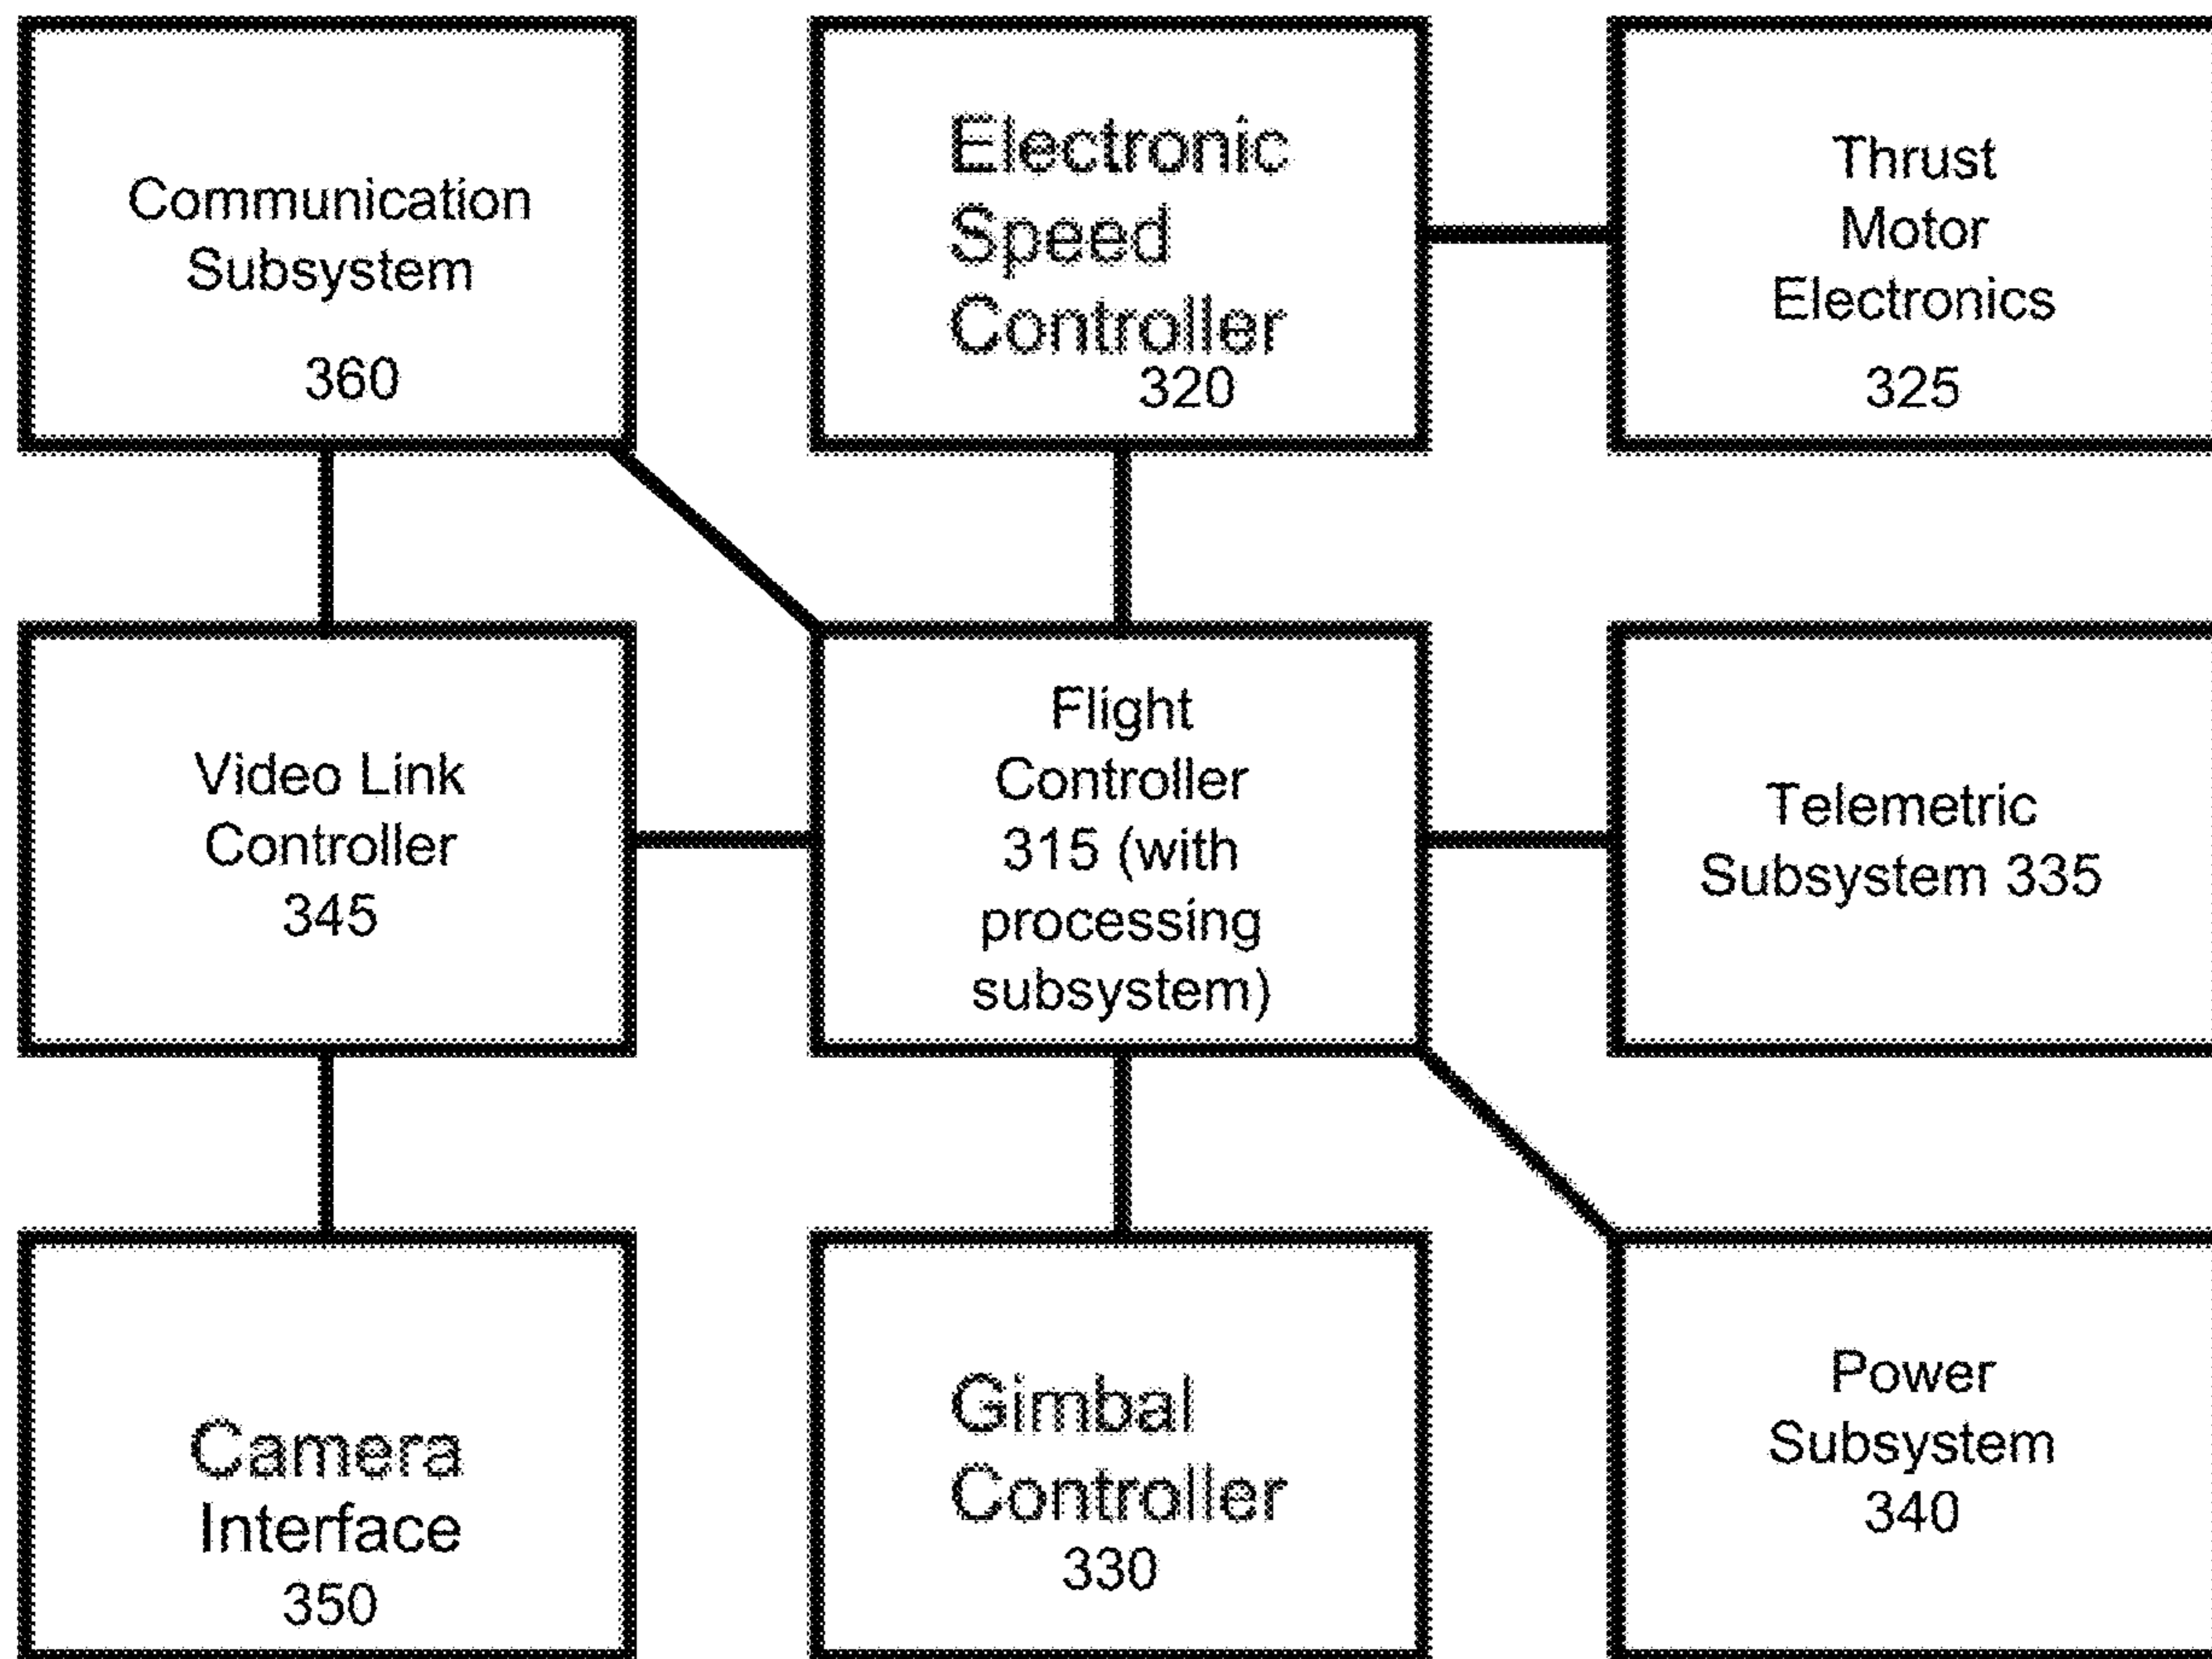 Communication
Subsystem
360
Electronic
Speed
Controller
320
Thrust
Motor
Electronics
325
Video Link
Controller
345
Flight
Controller
315 (with
processing
subsystem)
Telemetric
Subsystem 335
Camera
Interface
350
Gimbal
Controller
330
Power
Subsystem
340